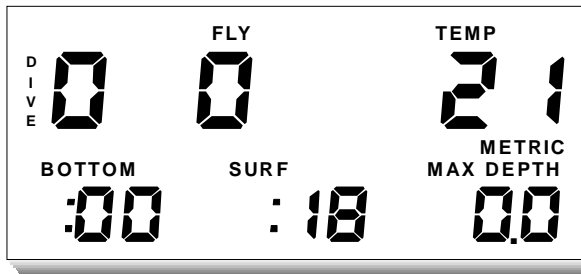 FLY TEMP
DIVE 0 0 21
METRIC
BOTTOM SURF MAX DEPTH
:00 :18 0.0